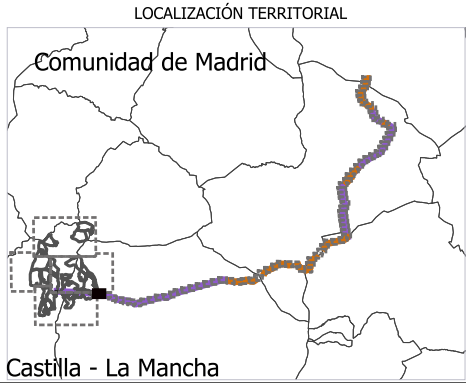 LOCALIZACIÓN TERRITORIAL
Comunidad de Madrid
Castilla - La Mancha